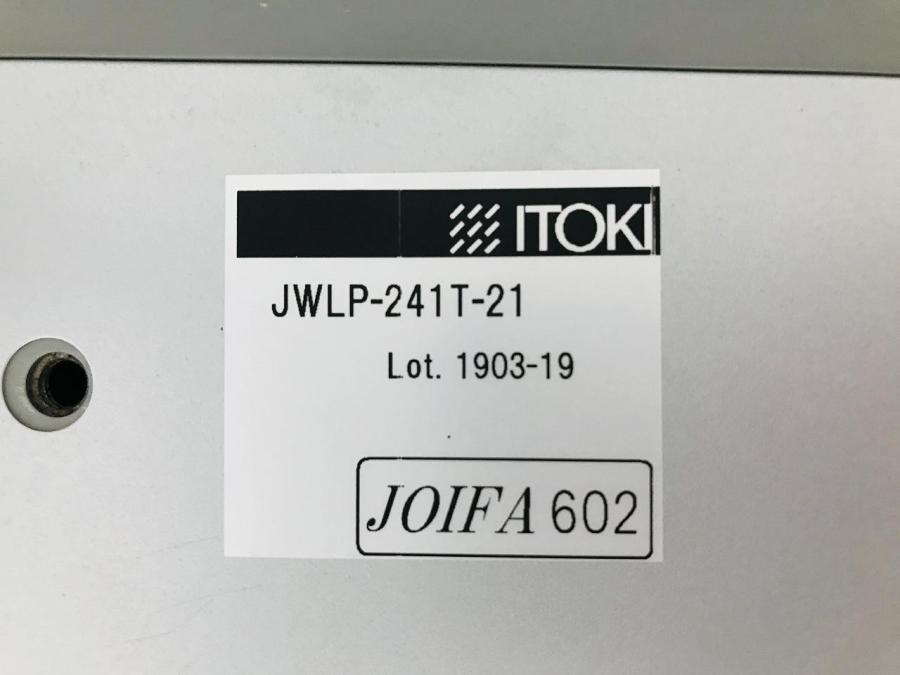 ITOKI
JWLP-241T-21
Lot. 1903-19
JOIFA 602